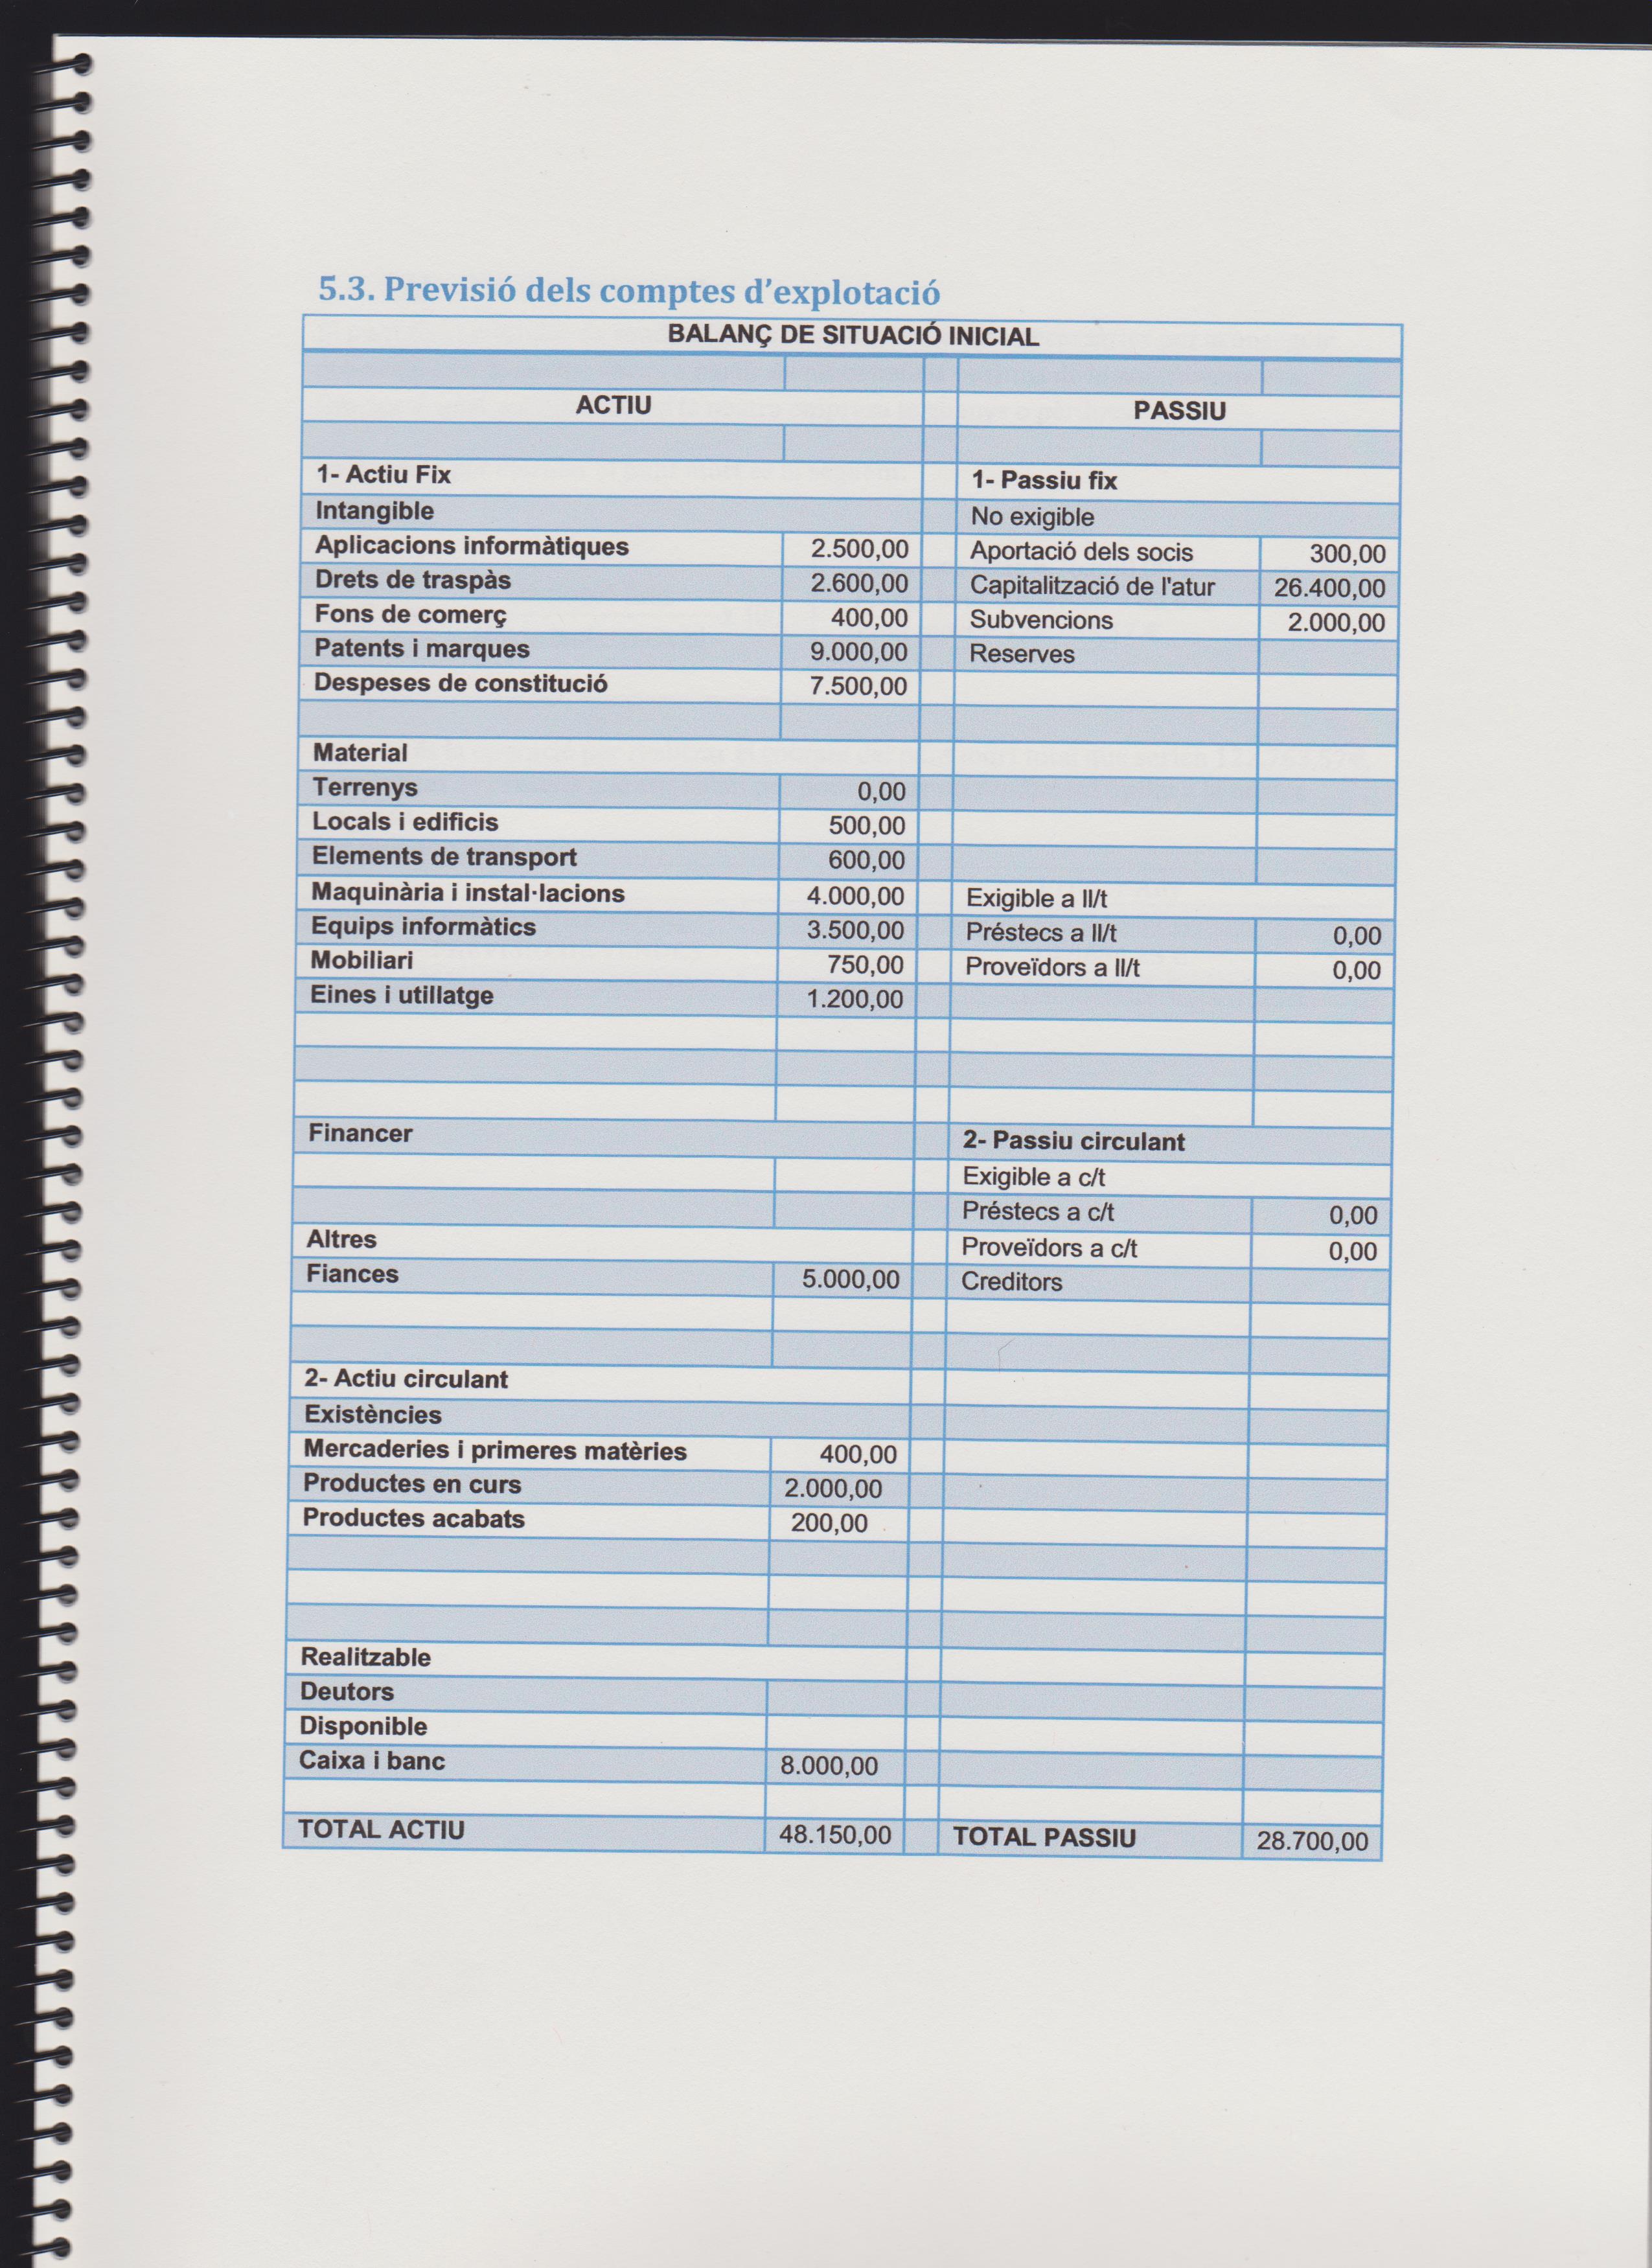 5.3. Previsió dels comptes d’explotació
BALANÇ DE SITUACIÓ INICIAL
ACTIU PASSIU
1- Actiu Fix 1- Passiu fix
Intangible No exigible
Aplicacions informàtiques 2.500,00 Aportació dels socis 300,00
Drets de traspàs 2.600,00 Capitalització de l'atur 26.400,00
Fons de comerç 400,00 Subvencions 2.000,00
Patents i marques 9.000,00 Reserves
Despeses de constitució 7.500,00
Material
Terrenys 0,00
Locals i edificis 500,00
Elements de transport 600,00
Maquinària i instal·lacions 4.000,00 Exigible a ll/t
Equips informàtics 3.500,00 Préstecs a ll/t 0,00
Mobiliari 750,00 Proveïdors a ll/t 0,00
Eines i utillatge 1.200,00
Financer 2- Passiu circulant
Exigible a c/t
Préstecs a c/t 0,00
Altres Proveïdors a c/t 0,00
Fiances 5.000,00 Creditors
2- Actiu circulant
Existències
Mercaderies i primeres matèries 400,00
Productes en curs 2.000,00
Productes acabats 200,00
Realitzable
Deutors
Disponible
Caixa i banc 8.000,00
TOTAL ACTIU 48.150,00 TOTAL PASSIU 28.700,00